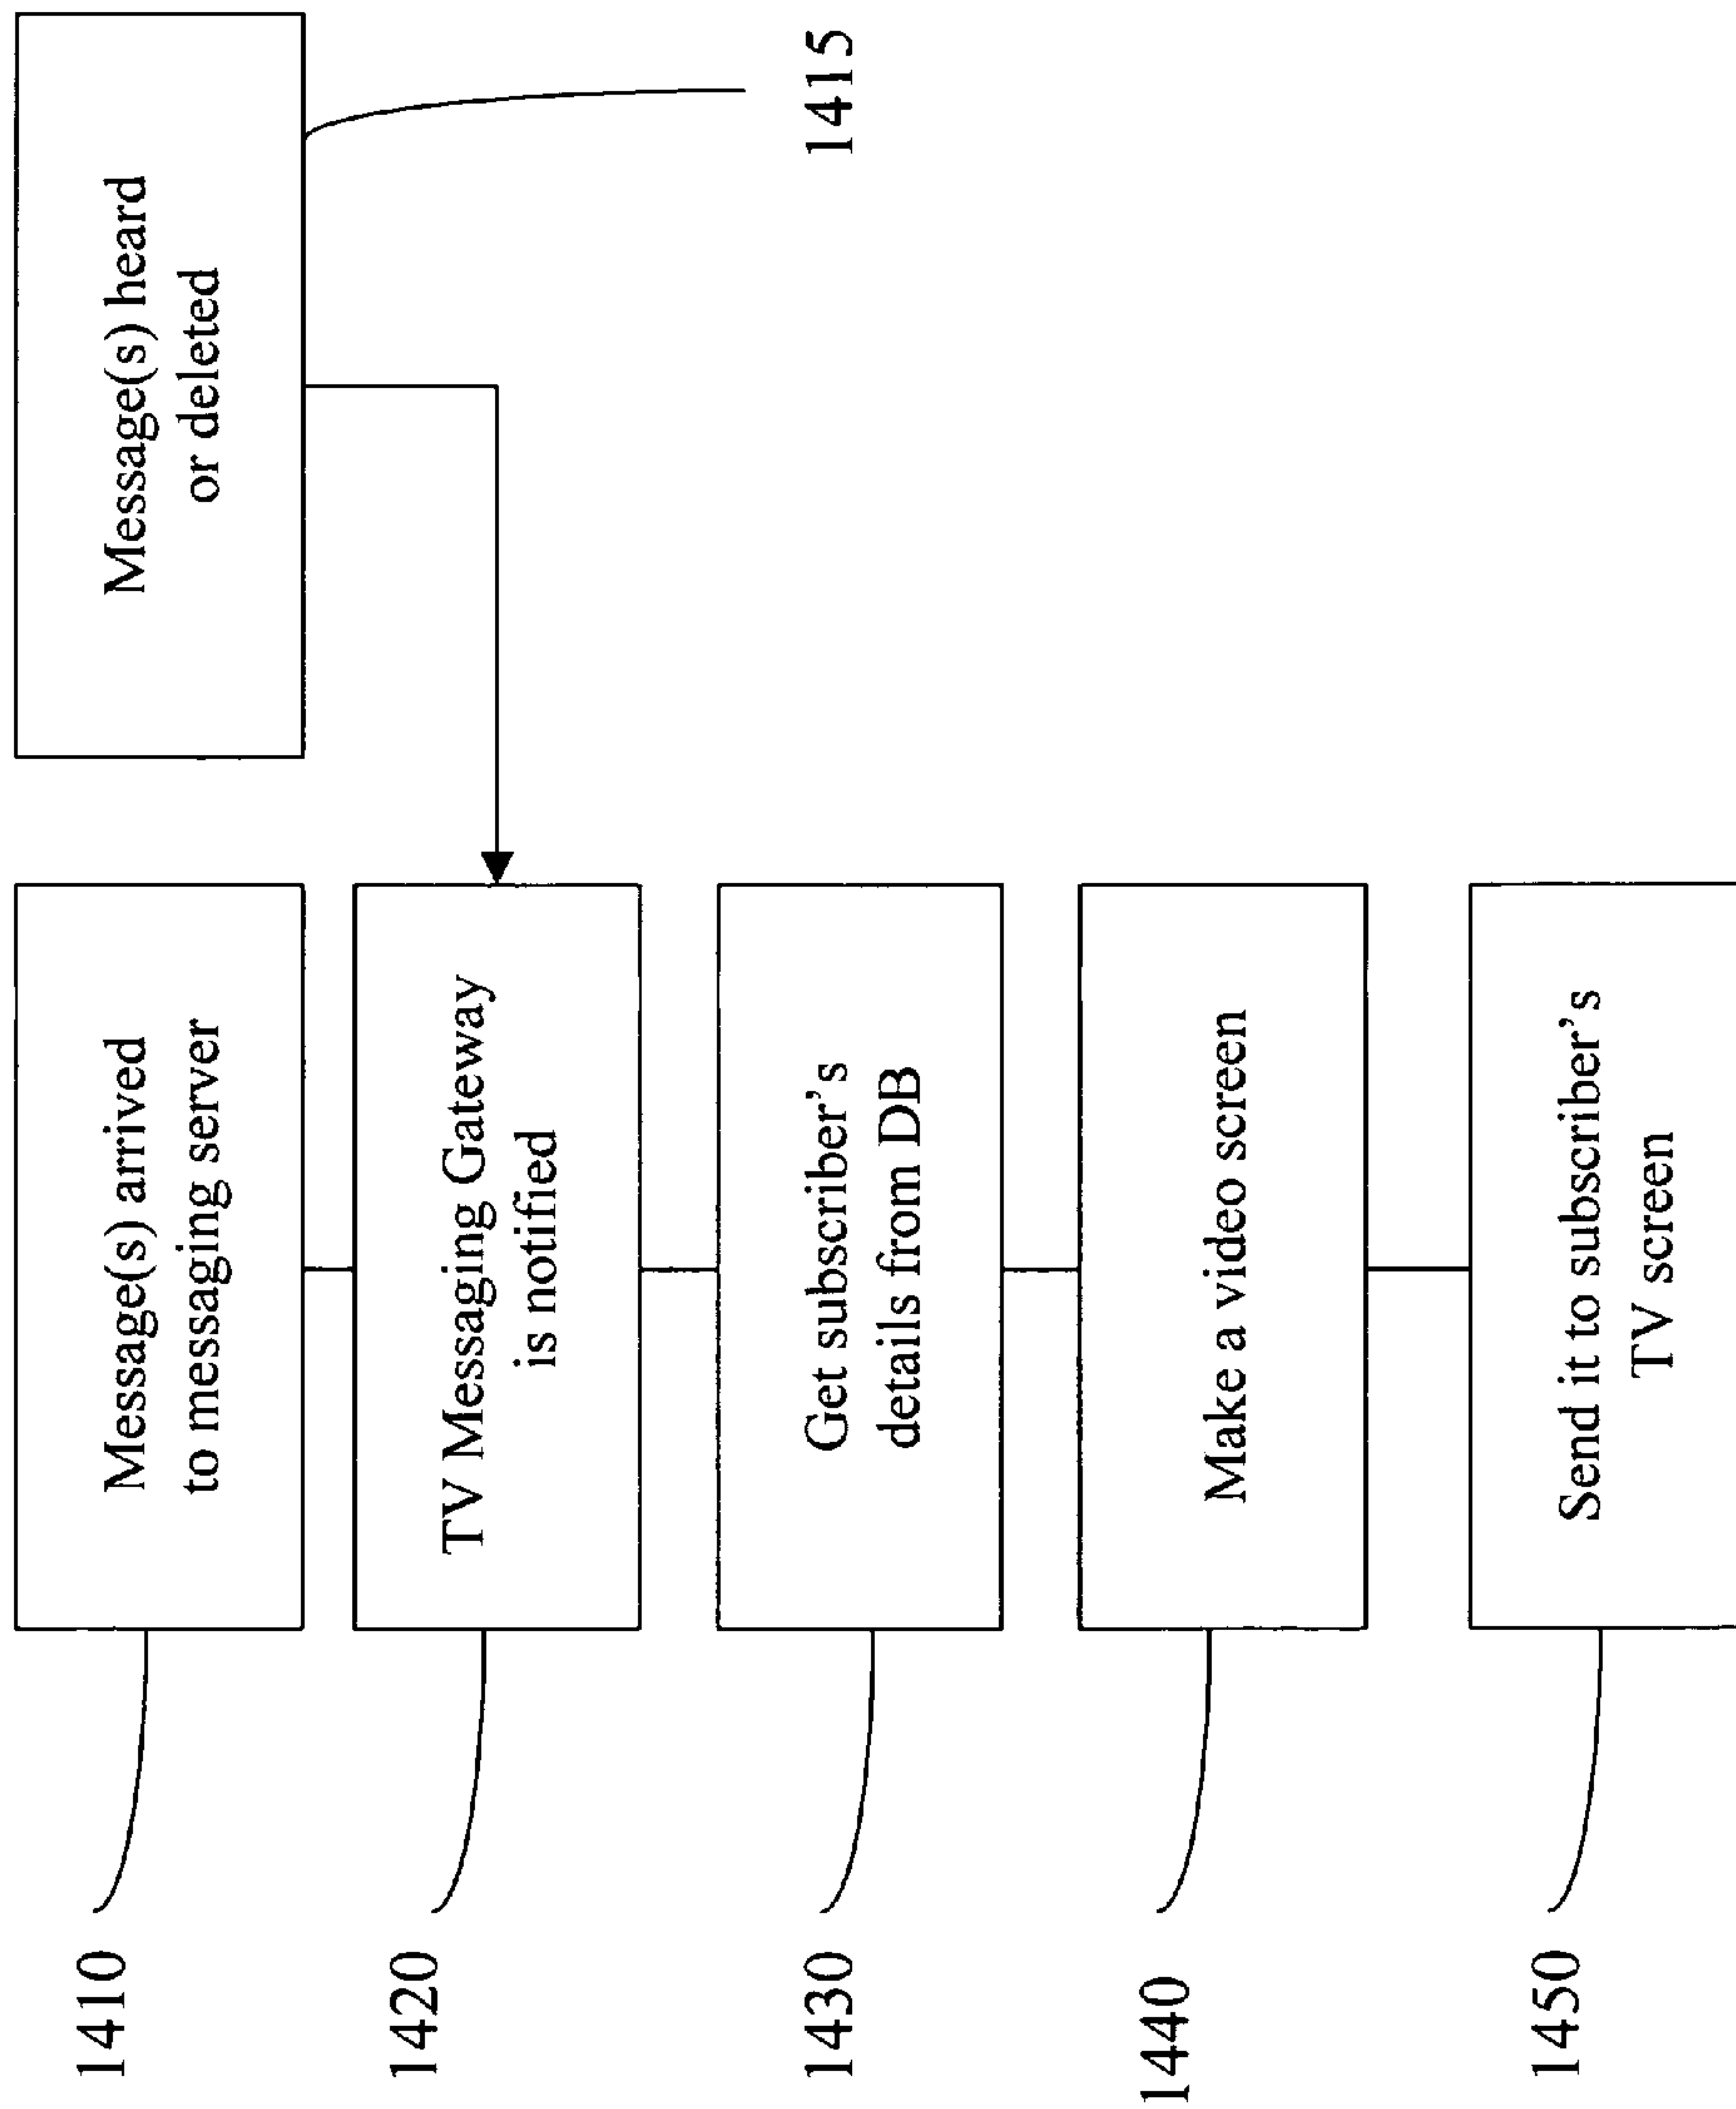 1410
Message(s) arrived
to messaging server
Message(s) heard
or deleted
1415
1420
TV Messaging Gateway
is notified
1430
Get subscriber's
details from DB
1440
Make a video screen
1450
Send it to subscriber's
TV screen